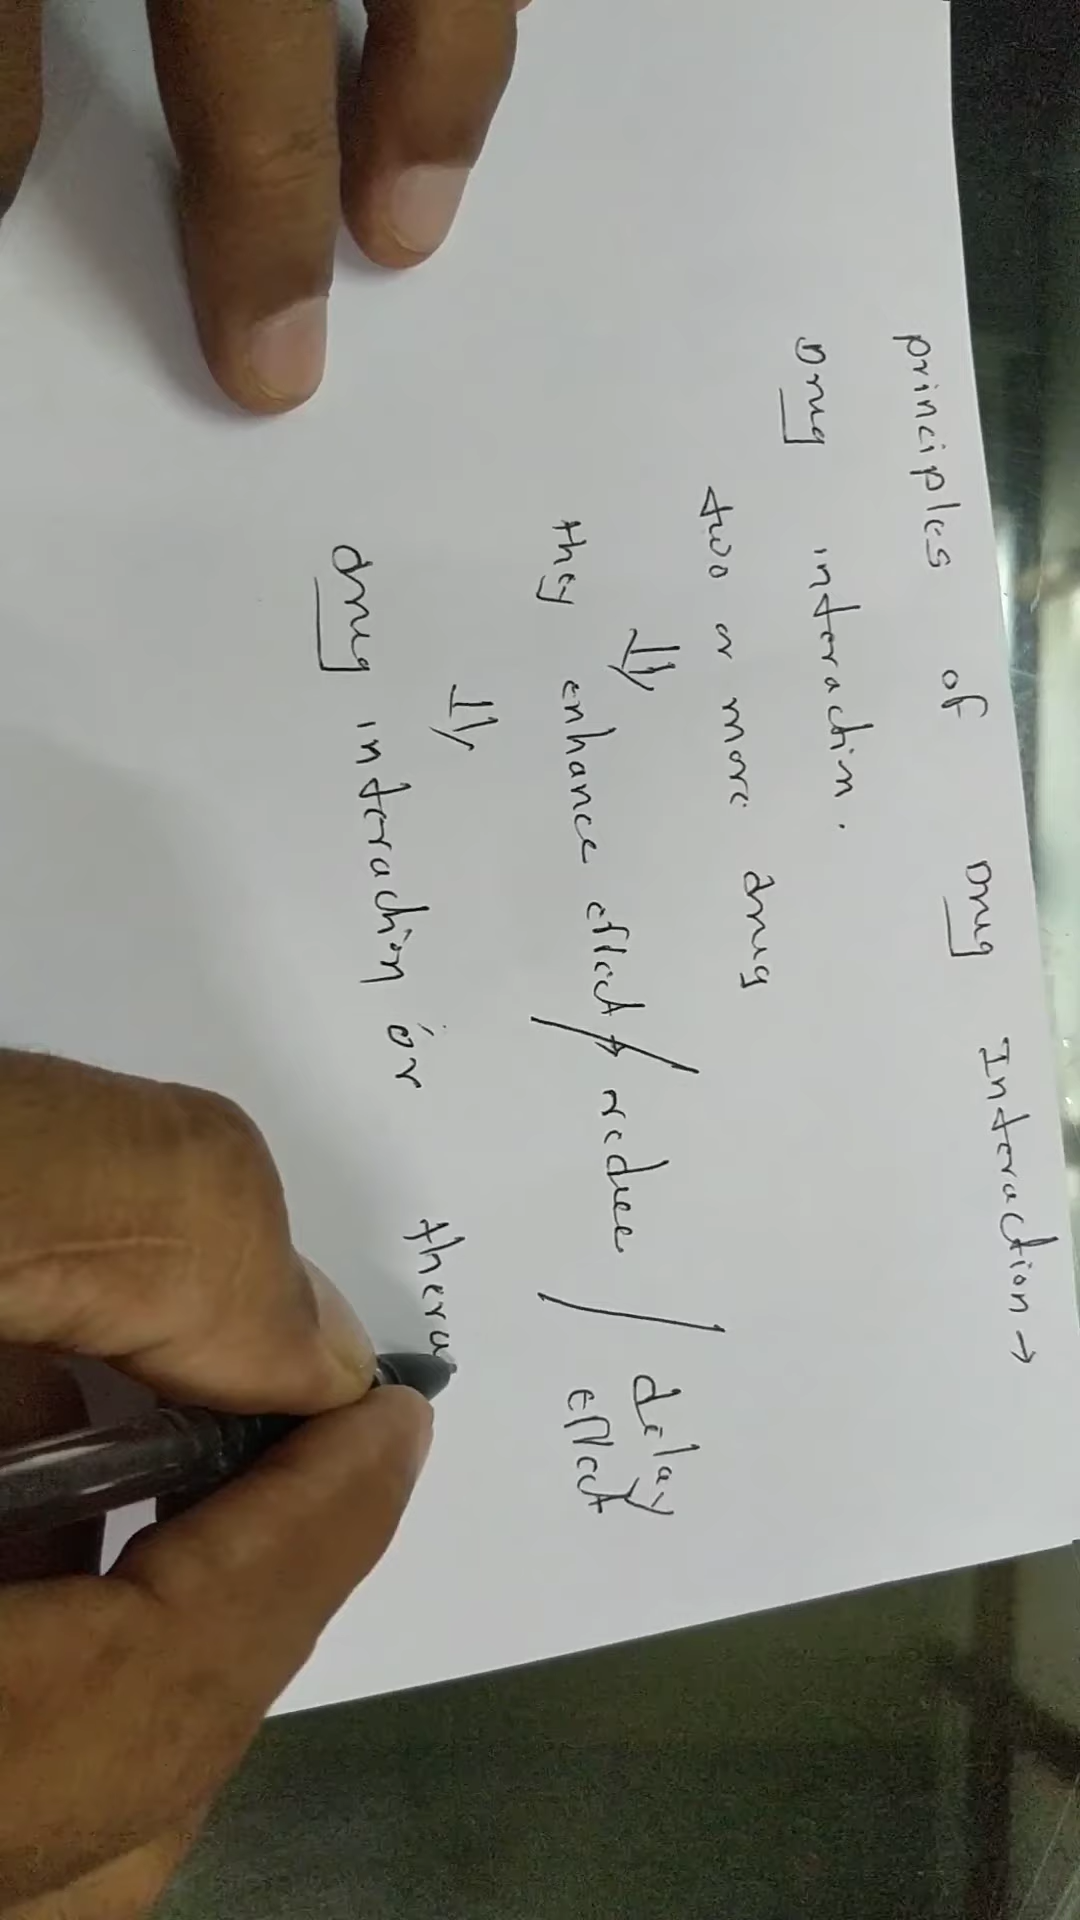 principles of Drug Interaction →
Drug interaction.
two or more drug
⇓
they enhance effect / reduce / delay effect
⇓
drug interaction or thera